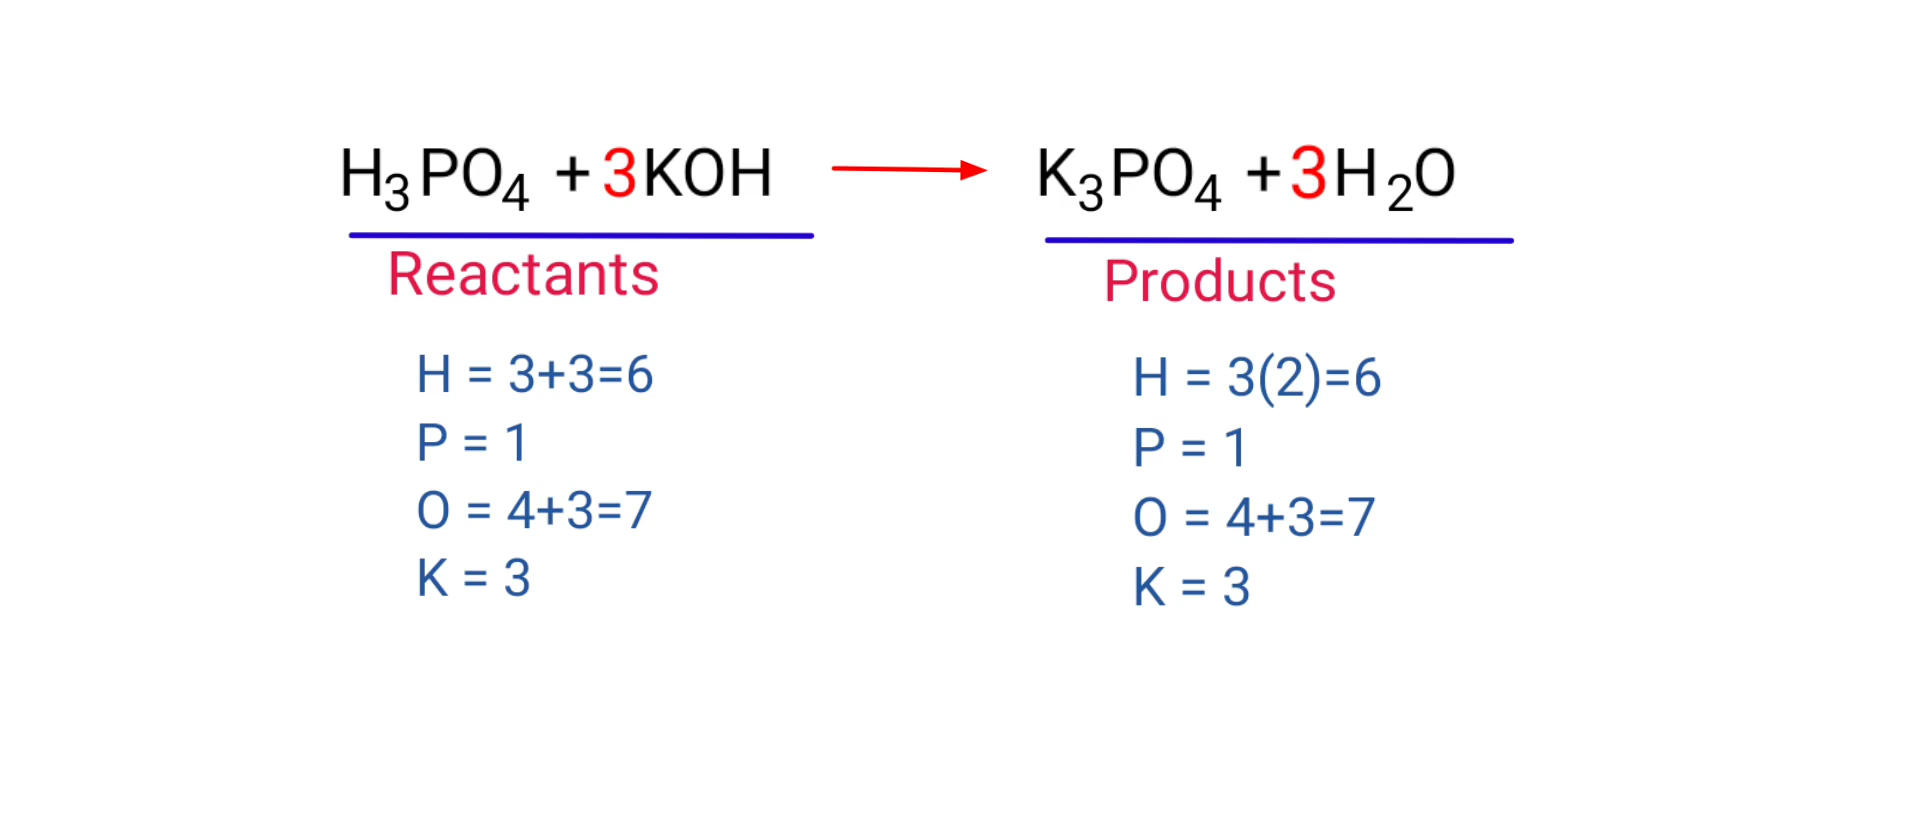 H₃PO₄ + 3KOH → K₃PO₄ + 3H₂O
Reactants
Products
H = 3+3=6
P = 1
O = 4+3=7
K = 3
H = 3(2)=6
P = 1
O = 4+3=7
K = 3